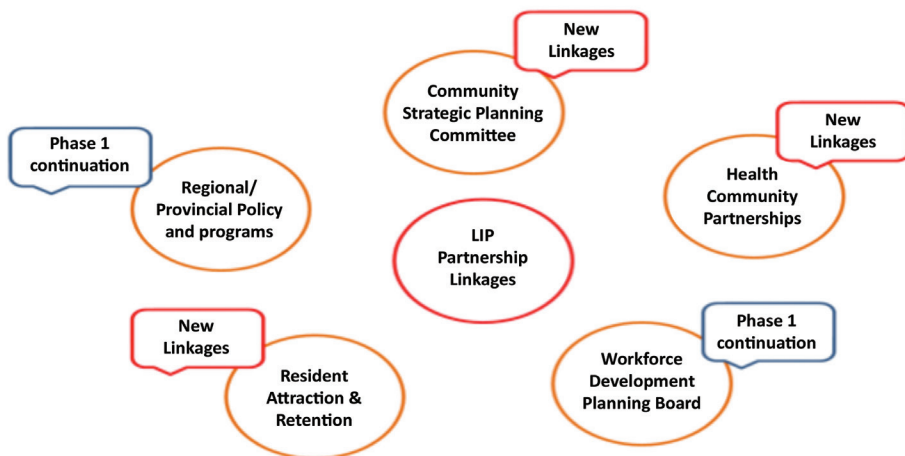 New
Linkages
Community
Strategic Planning
Committee
Phase 1
continuation
Regional/
Provincial Policy
and programs
New
Linkages
Health
Community
Partnerships
LIP
Partnership
Linkages
New
Linkages
Resident
Attraction &
Retention
Phase 1
continuation
Workforce
Development
Planning Board